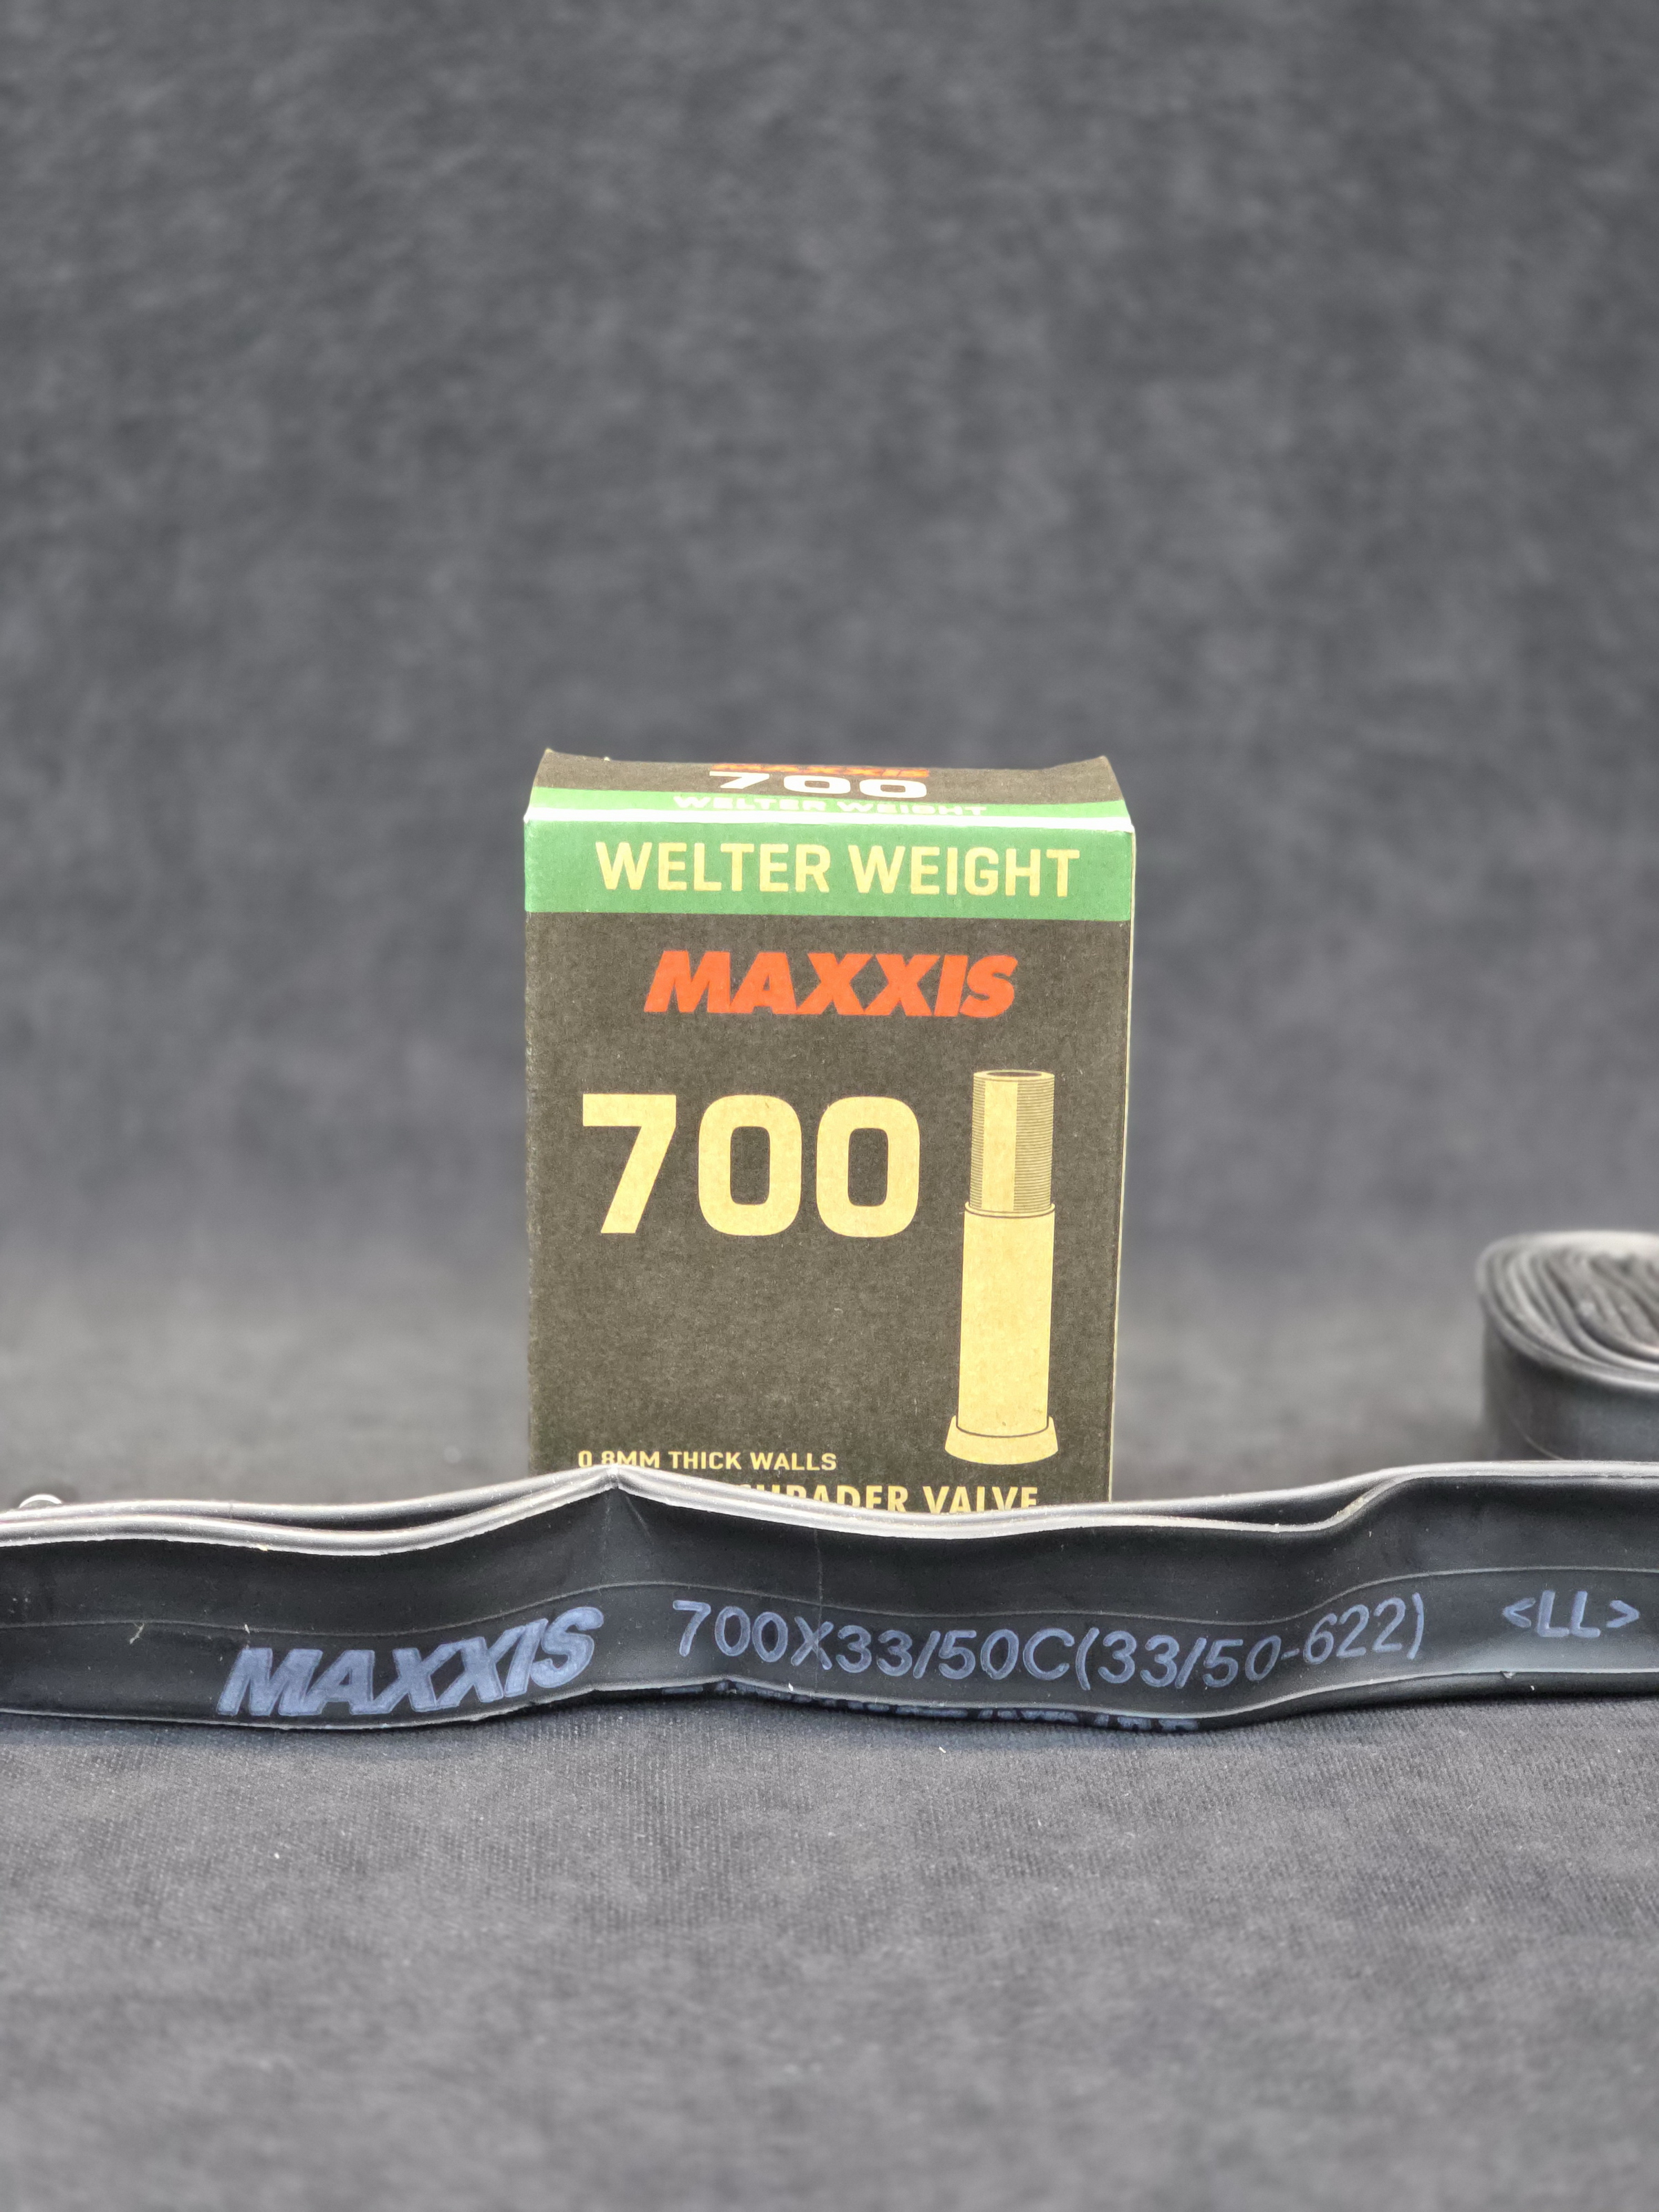 MAXXIS
700
WELTER WEIGHT
WELTER WEIGHT
MAXXIS
700
0.8MM THICK WALLS
VALVE
MAXXIS 700X33/50C(33/50-622) <LL>